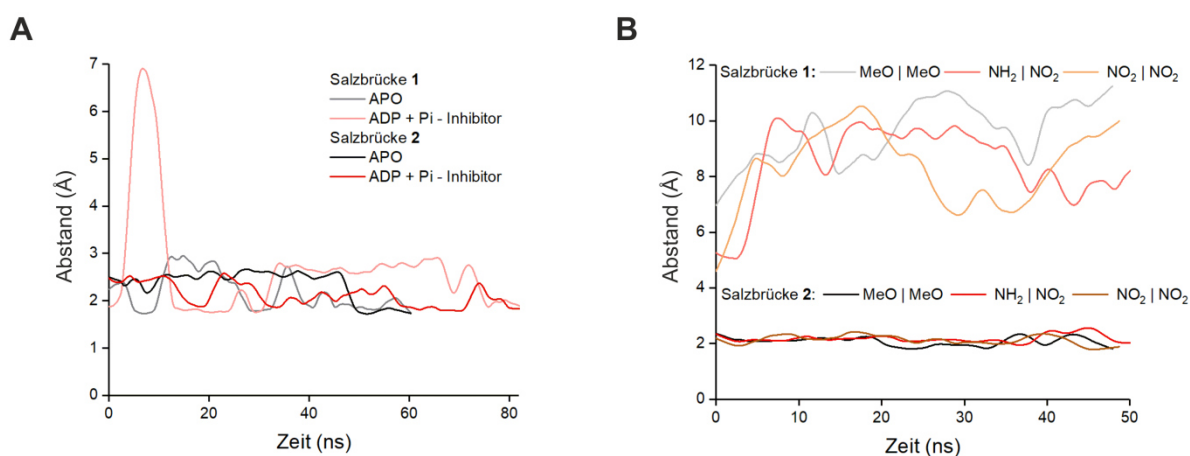 A
Abstand (Å)
7
6
5
4
3
2
1
0
0 20 40 60 80
Zeit (ns)
Salzbrücke 1
APO
ADP + Pi - Inhibitor
Salzbrücke 2
APO
ADP + Pi - Inhibitor
B
Abstand (Å)
12
10
8
6
4
2
0
0 10 20 30 40 50
Zeit (ns)
Salzbrücke 1: MeO | MeO NH₂ | NO₂ NO₂ | NO₂
Salzbrücke 2: MeO | MeO NH₂ | NO₂ NO₂ | NO₂